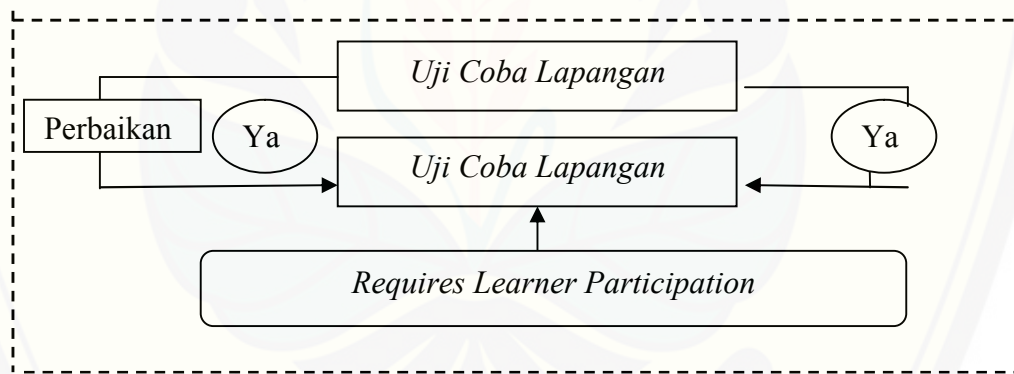 Uji Coba Lapangan
Perbaikan
Ya
Ya
Uji Coba Lapangan
Requires Learner Participation